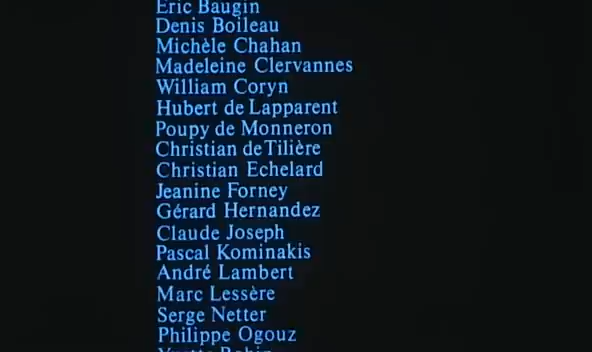 Eric Baugin
Denis Boileau
Michèle Chahan
Madeleine Clervannes
William Coryn
Hubert de Lapparent
Poupy de Monneron
Christian de Tilière
Christian Echelard
Jeanine Forney
Gérard Hernandez
Claude Joseph
Pascal Kominakis
André Lambert
Marc Lessère
Serge Netter
Philippe Ogouz